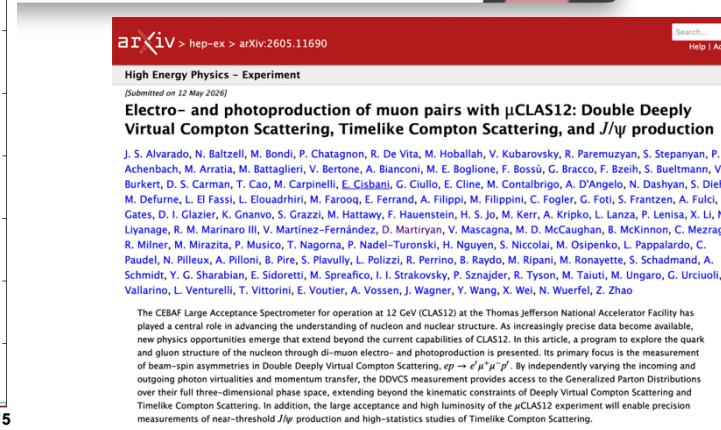 arXiv > hep-ex > arXiv:2605.11690
Search...
Help |
High Energy Physics – Experiment
[Submitted on 12 May 2026]
Electro- and photoproduction of muon pairs with μCLAS12: Double Deeply
Virtual Compton Scattering, Timelike Compton Scattering, and J/ψ production
J. S. Alvarado, N. Baltzell, M. Bondi, P. Chatagnon, R. De Vita, M. Hoballah, V. Kubarovsky, R. Paremuzyan, S. Stepanyan, P.
Achenbach, M. Arratia, M. Battaglieri, V. Bertone, A. Bianconi, M. E. Boglione, F. Bossù, G. Bracco, F. Bzeih, S. Bueltmann, V.
Burkert, D. S. Carman, T. Cao, M. Carpinelli, E. Cisbani, G. Ciullo, E. Cline, M. Contalbrigo, A. D'Angelo, N. Dashyan, S.
M. Defurne, L. El Fassi, L. Elouadrhiri, M. Farooq, E. Ferrand, A. Filippi, M. Filippini, C. Fogler, G. Foti, S. Frantzen, A. Fulci,
Gates, D. I. Glazier, K. Gnanvo, S. Grazzi, M. Hattawy, F. Hauenstein, H. S. Jo, M. Kerr, A. Kripko, L. Lanza, P. Lenisa, X. Li,
Liyanage, R. M. Marinaro III, V. Martínez-Fernández, D. Martiryan, V. Mascagna, M. D. McCaughan, B. McKinnon, C.
R. Milner, M. Mirazita, P. Musico, T. Nagorna, P. Nadel-Turonski, H. Nguyen, S. Niccolai, M. Osipenko, L. Pappalardo, C.
Paudel, N. Pilleux, A. Pilloni, B. Pire, S. Plavully, L. Polizzi, R. Perrino, B. Raydo, M. Ripani, M. Ronayette, S. Schadmand, A.
Schmidt, Y. G. Sharabian, E. Sidoretti, M. Spreafico, I. I. Strakovsky, P. Sznajder, R. Tyson, M. Taiuti, M. Ungaro, G. Urciuoli,
Vallarino, L. Venturelli, T. Vittorini, E. Voutier, A. Vossen, J. Wagner, Y. Wang, X. Wei, N. Wuerfel, Z. Zhao
The CEBAF Large Acceptance Spectrometer for operation at 12 GeV (CLAS12) at the Thomas Jefferson National Accelerator Facility has
played a central role in advancing the understanding of nucleon and nuclear structure. As increasingly precise data become available,
new physics opportunities emerge that extend beyond the current capabilities of CLAS12. In this article, a program to explore the quark
and gluon structure of the nucleon through di-muon electro- and photoproduction is presented. Its primary focus is the measurement
of beam-spin asymmetries in Double Deeply Virtual Compton Scattering, ep → e′μ⁺μ⁻p′. By independently varying the incoming and
outgoing photon virtualities and momentum transfer, the DDVCS measurement provides access to the Generalized Parton Distributions
over their full three-dimensional phase space, extending beyond the kinematic constraints of Deeply Virtual Compton Scattering and
Timelike Compton Scattering. In addition, the large acceptance and high luminosity of the μCLAS12 experiment will enable precision
measurements of near-threshold J/ψ production and high-statistics studies of Timelike Compton Scattering.
5